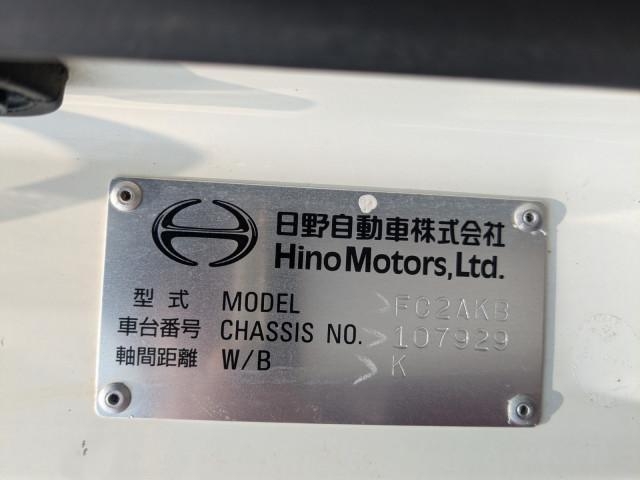 日野自動車株式会社
Hino Motors, Ltd.
型式 MODEL >FC2AKB
車台番号 CHASSIS NO. >107929
軸間距離 W/B >K